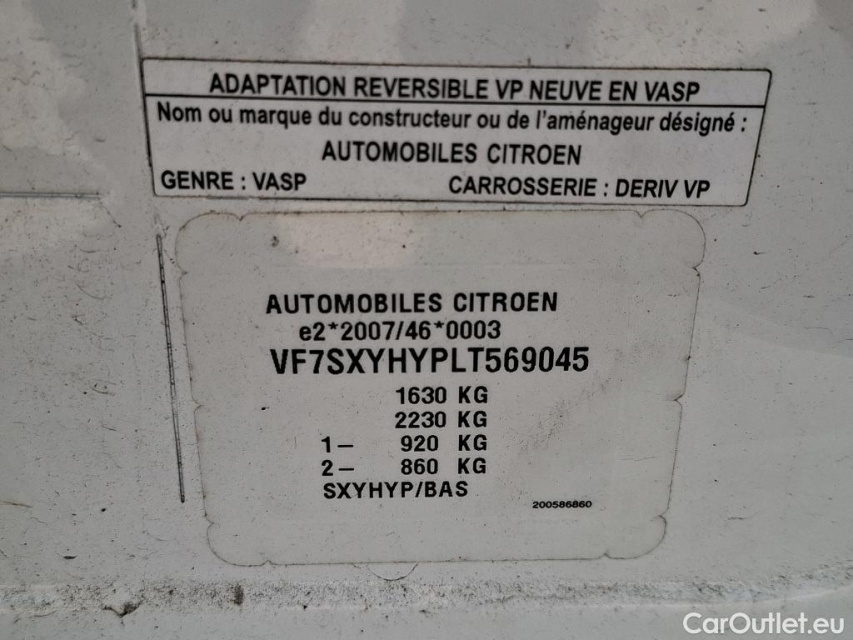 ADAPTATION REVERSIBLE VP NEUVE EN VASP
Nom ou marque du constructeur ou de l'aménageur désigné :
AUTOMOBILES CITROEN
GENRE : VASP CARROSSERIE : DERIV VP
AUTOMOBILES CITROEN
e2*2007/46*0003
VF7SXYHYPLT569045
1630 KG
2230 KG
1– 920 KG
2– 860 KG
SXYHYP/BAS
200586860
CarOutlet.eu